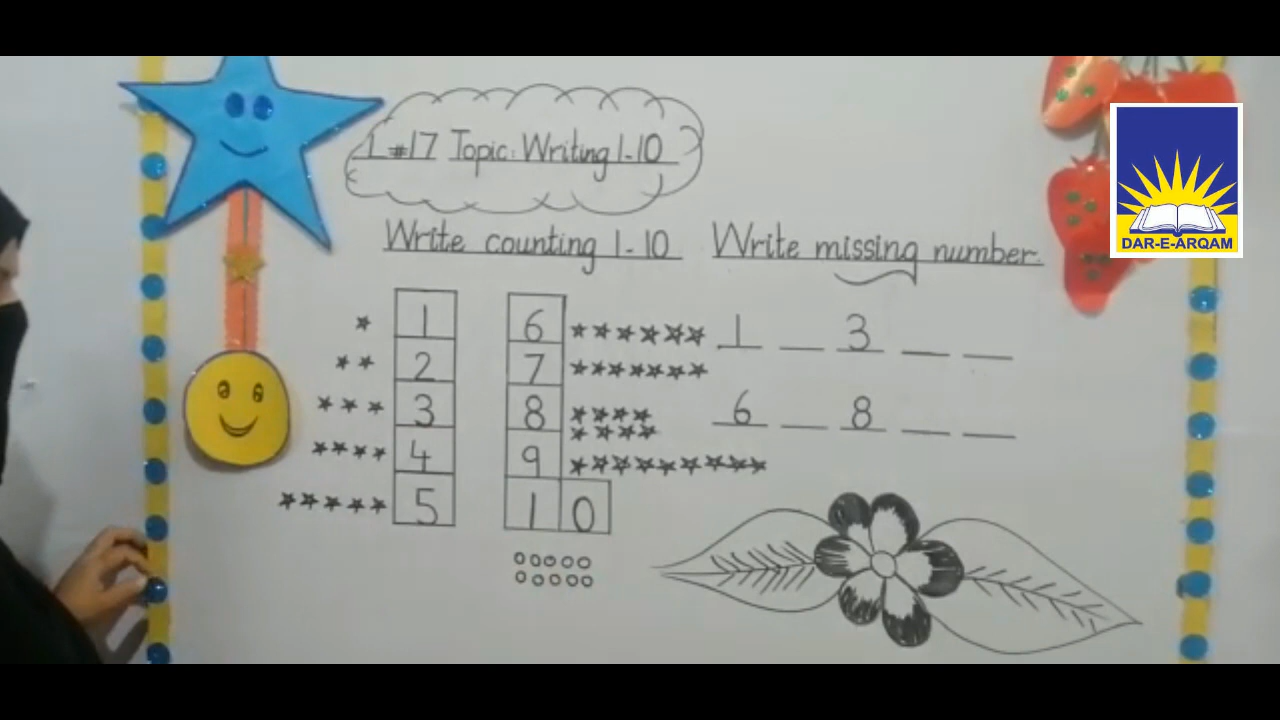 L #17 Topic: Writing 1-10
Write counting 1-10
1
2
3
4
5
6
7
8
9
10
Write missing number.
1 __ 3 __ __
6 __ 8 __ __
DAR-E-ARQAM